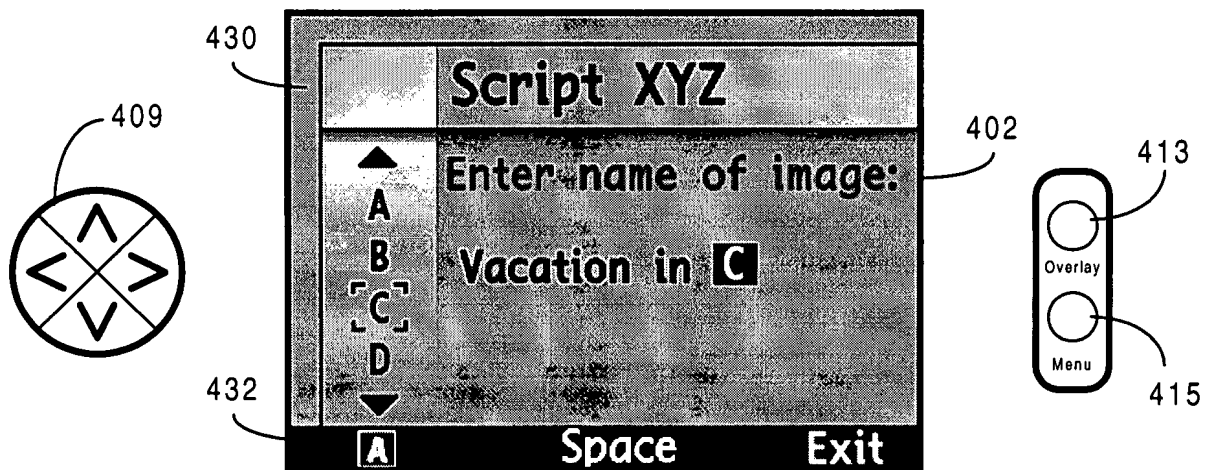 430
Script XYZ
409
402
413
Enter name of image:
A
B
Vacation in C
C
D
Overlay
Menu
415
432
A Space Exit